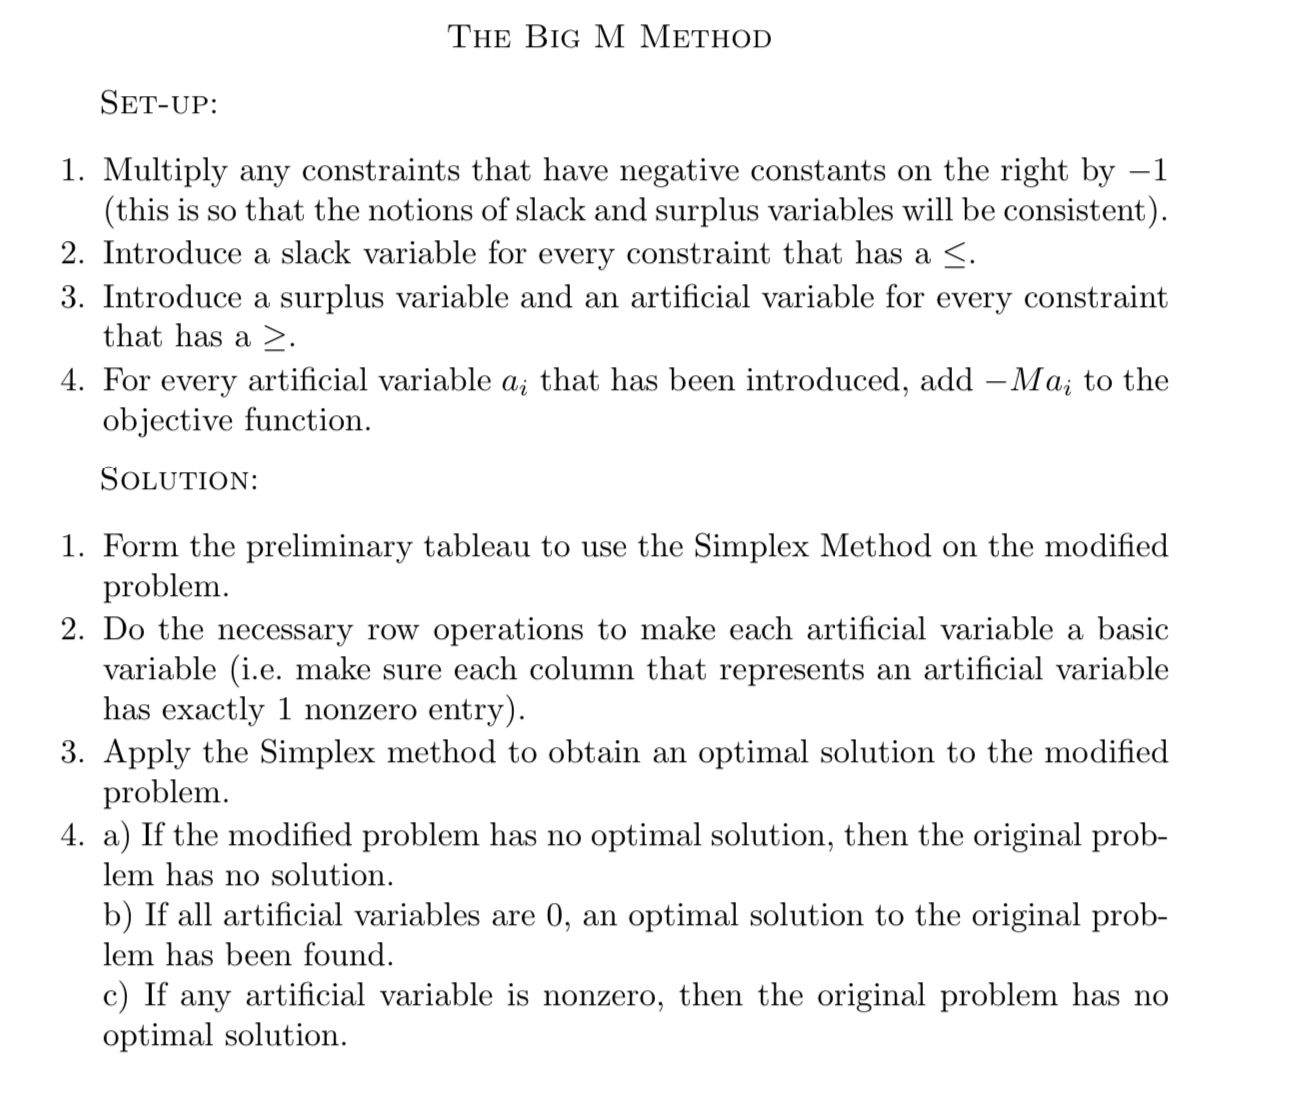 THE BIG M METHOD
SET-UP:
1. Multiply any constraints that have negative constants on the right by −1
(this is so that the notions of slack and surplus variables will be consistent).
2. Introduce a slack variable for every constraint that has a ≤.
3. Introduce a surplus variable and an artificial variable for every constraint
that has a ≥.
4. For every artificial variable aᵢ that has been introduced, add −Maᵢ to the
objective function.
SOLUTION:
1. Form the preliminary tableau to use the Simplex Method on the modified
problem.
2. Do the necessary row operations to make each artificial variable a basic
variable (i.e. make sure each column that represents an artificial variable
has exactly 1 nonzero entry).
3. Apply the Simplex method to obtain an optimal solution to the modified
problem.
4. a) If the modified problem has no optimal solution, then the original prob-
lem has no solution.
b) If all artificial variables are 0, an optimal solution to the original prob-
lem has been found.
c) If any artificial variable is nonzero, then the original problem has no
optimal solution.